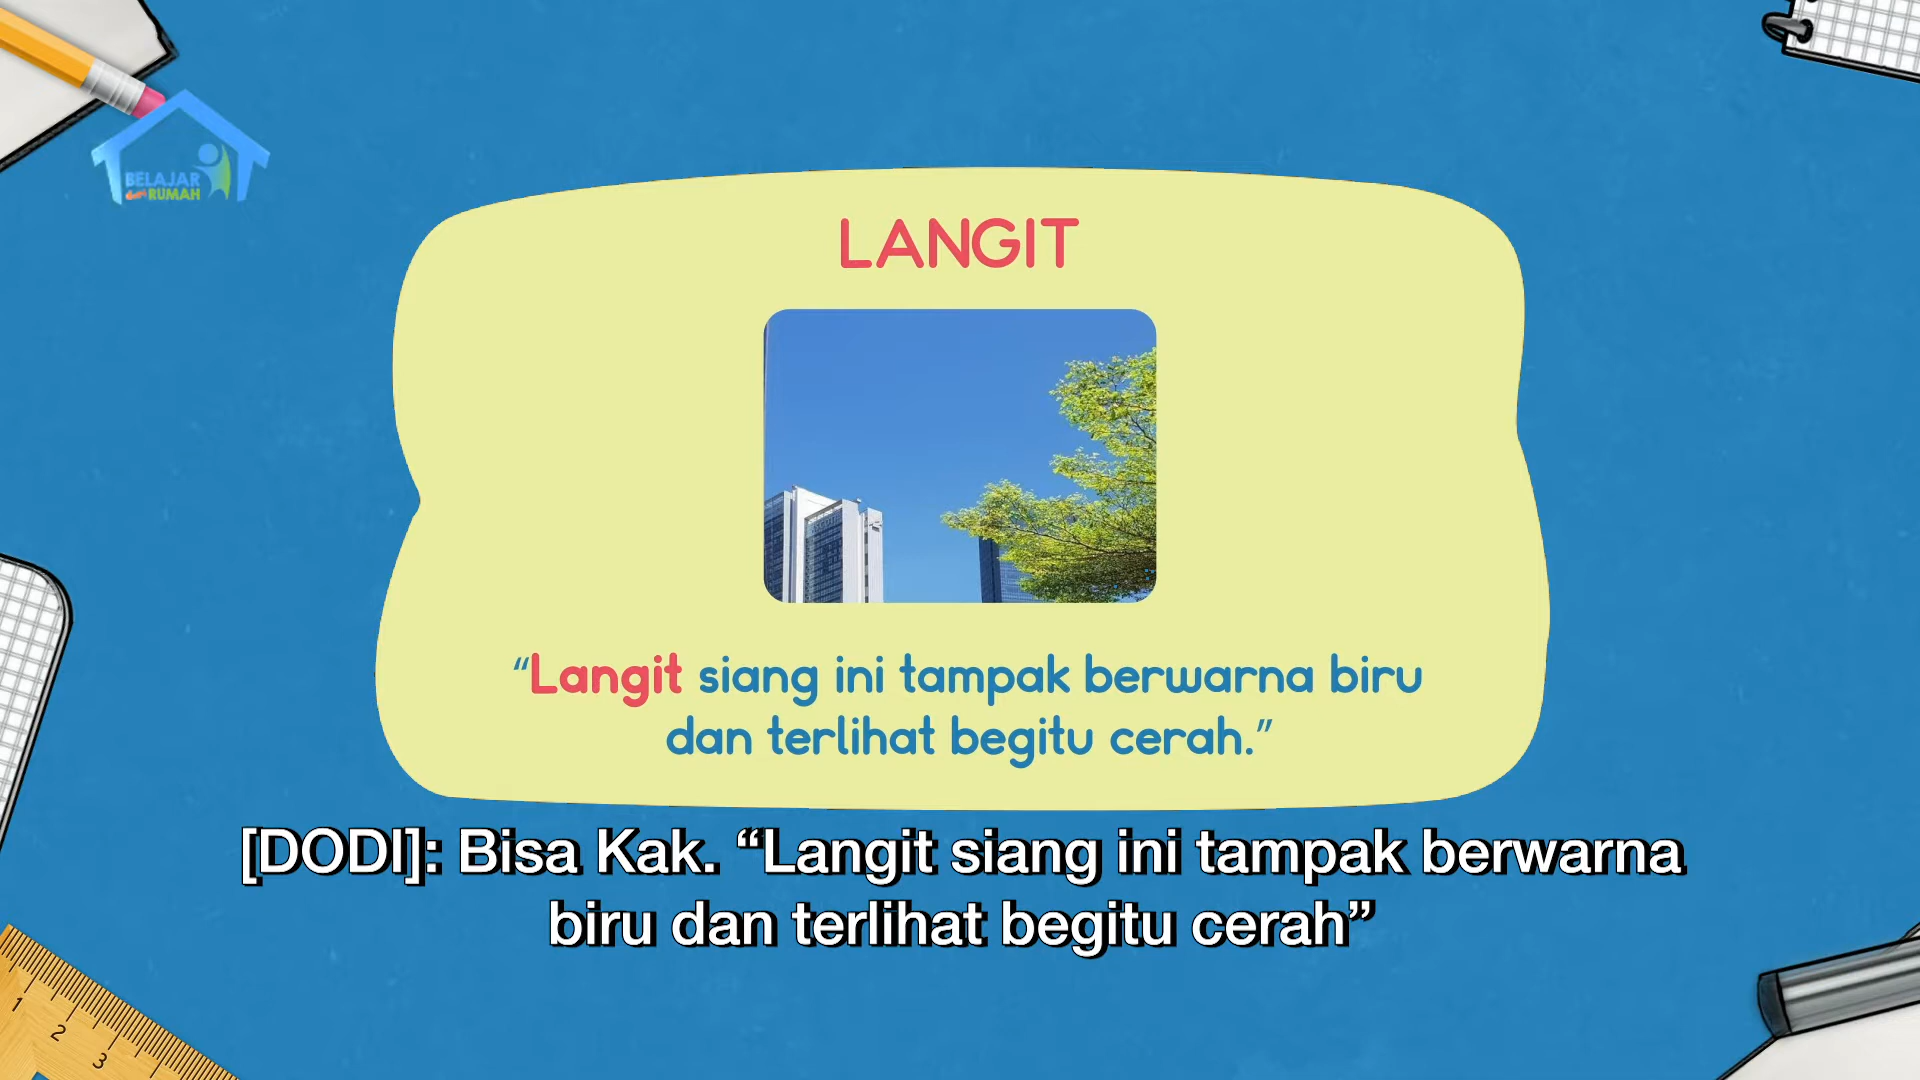 BELAJAR
dari RUMAH
LANGIT
“Langit siang ini tampak berwarna biru
dan terlihat begitu cerah.”
[DODI]: Bisa Kak. “Langit siang ini tampak berwarna
biru dan terlihat begitu cerah”
1
2
3